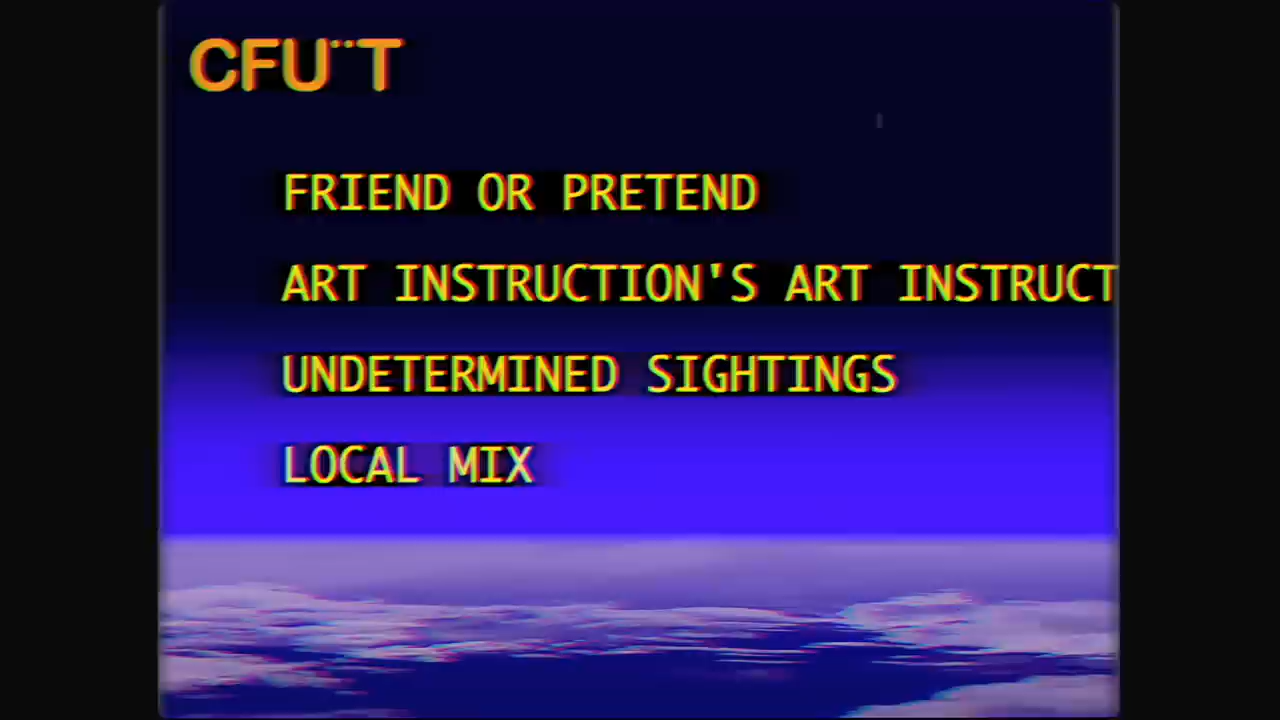 CFU¨T
FRIEND OR PRETEND
ART INSTRUCTION'S ART INSTRUCT
UNDETERMINED SIGHTINGS
LOCAL MIX